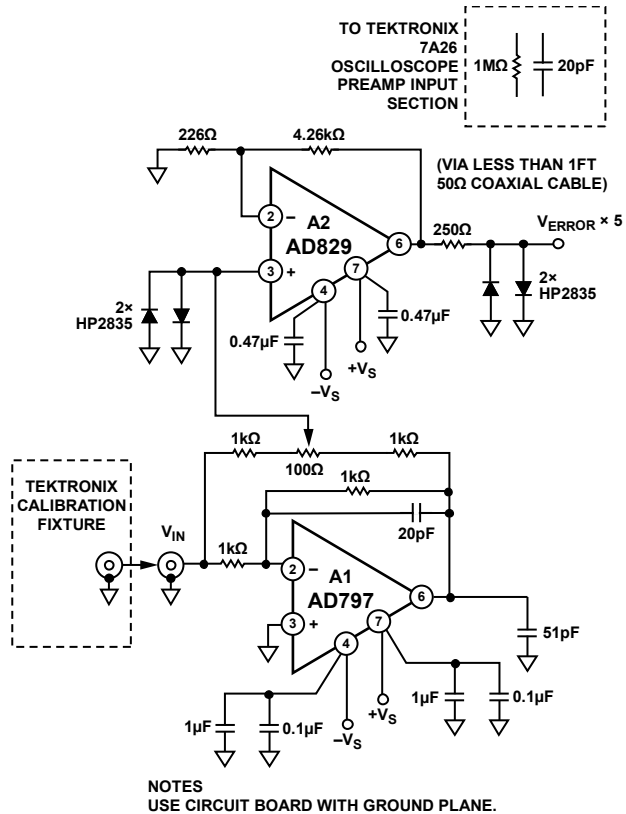 TO TEKTRONIX
7A26
OSCILLOSCOPE
PREAMP INPUT
SECTION
1MΩ
20pF
226Ω
4.26kΩ
(VIA LESS THAN 1FT
50Ω COAXIAL CABLE)
2
−
A2
AD829
6
250Ω
VERROR × 5
3
+
7
4
2×
HP2835
2×
HP2835
0.47µF
0.47µF
+VS
−VS
1kΩ
100Ω
1kΩ
1kΩ
20pF
TEKTRONIX
CALIBRATION
FIXTURE
VIN
1kΩ
2
−
A1
AD797
6
3
+
7
4
51pF
1µF
0.1µF
−VS
+VS
1µF
0.1µF
NOTES
USE CIRCUIT BOARD WITH GROUND PLANE.